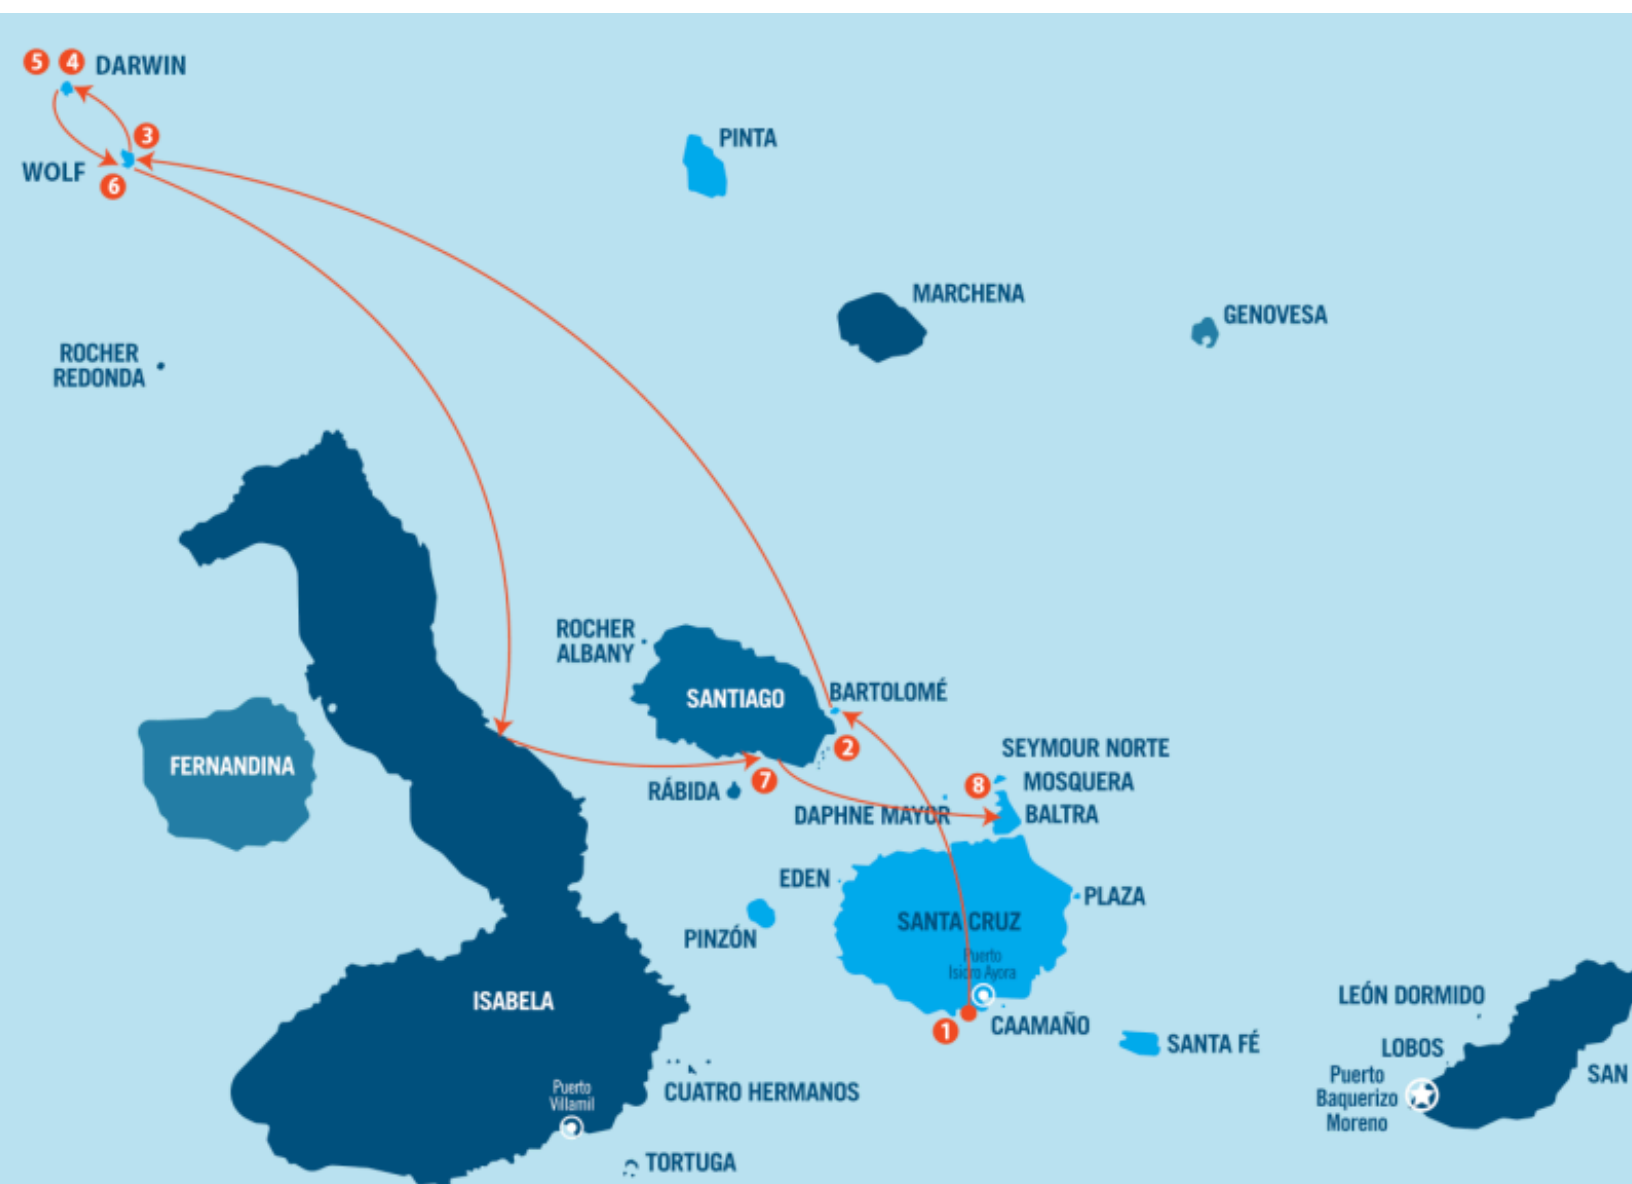 5 4 DARWIN
3
WOLF
6
PINTA
MARCHENA
GENOVESA
ROCHER
REDONDA
ROCHER
ALBANY
SANTIAGO
BARTOLOMÉ
2
FERNANDINA
SEYMOUR NORTE
8 MOSQUERA
RÁBIDA
7
DAPHNE MAYOR
BALTRA
EDEN
PLAZA
SANTA CRUZ
PINZÓN
Puerto
Isidro Ayora
ISABELA
1
CAAMAÑO
SANTA FÉ
LEÓN DORMIDO
LOBOS
SAN
Puerto
Baquerizo
Moreno
CUATRO HERMANOS
Puerto
Villamil
TORTUGA